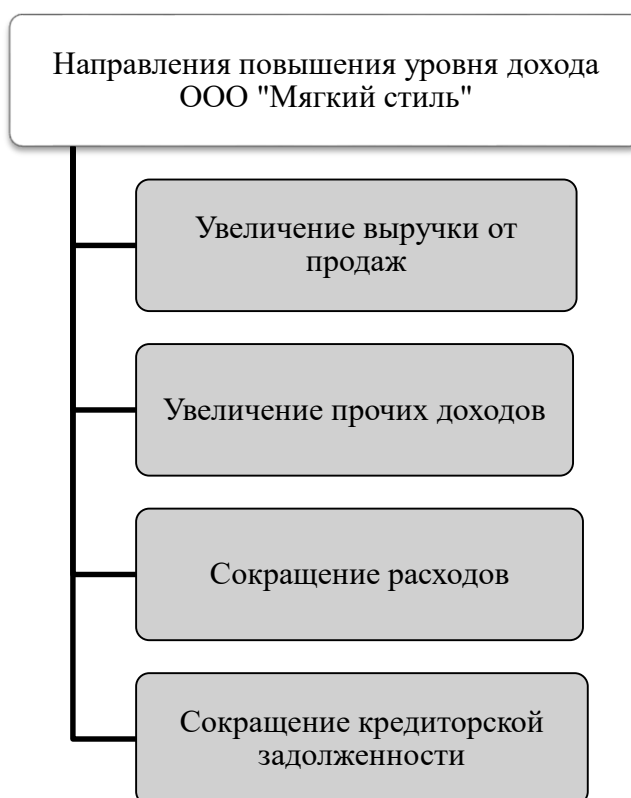 Направления повышения уровня дохода
ООО "Мягкий стиль"
Увеличение выручки от
продаж
Увеличение прочих доходов
Сокращение расходов
Сокращение кредиторской
задолженности